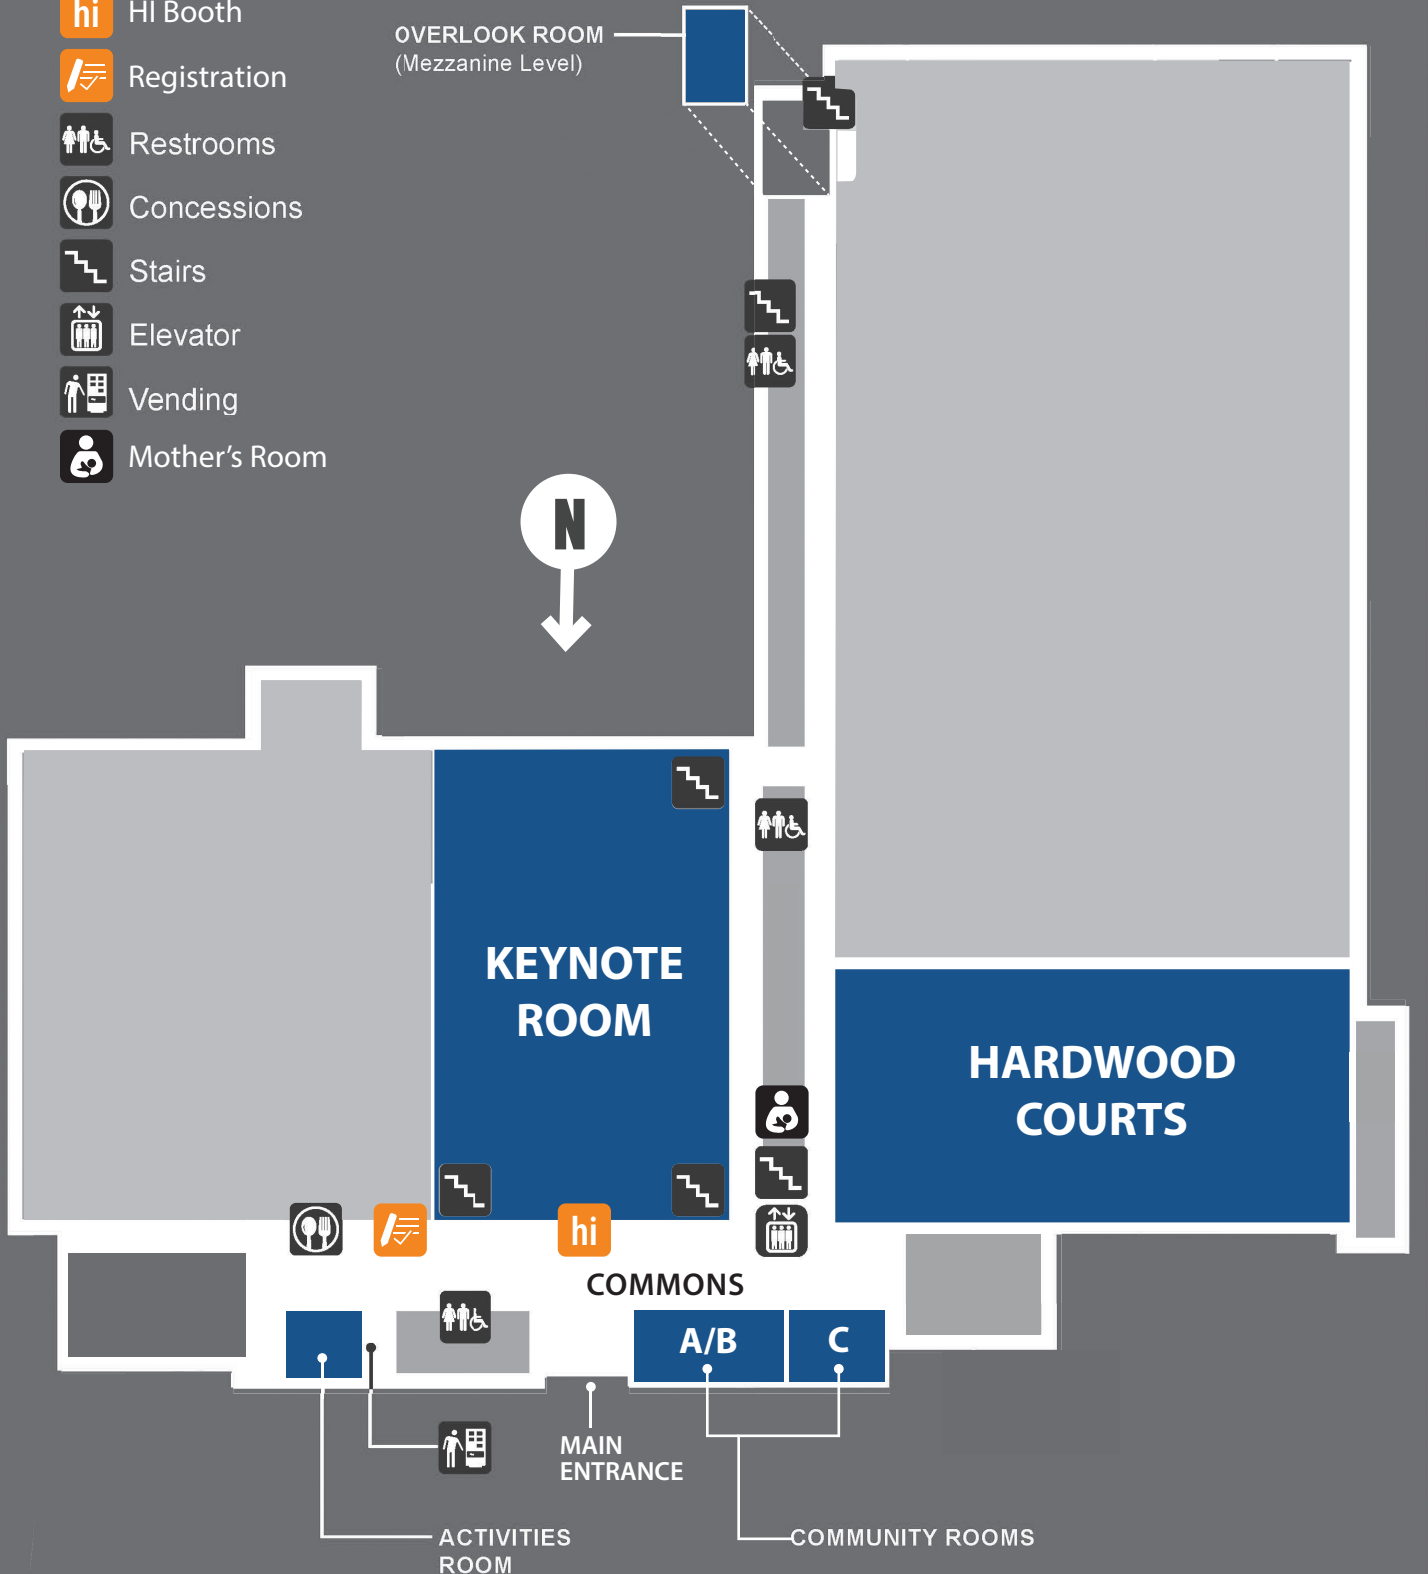 hi HI Booth
Registration
Restrooms
Concessions
Stairs
Elevator
Vending
Mother's Room
OVERLOOK ROOM
(Mezzanine Level)
N
KEYNOTE
ROOM
HARDWOOD
COURTS
hi
COMMONS
A/B
C
MAIN
ENTRANCE
ACTIVITIES
ROOM
COMMUNITY ROOMS